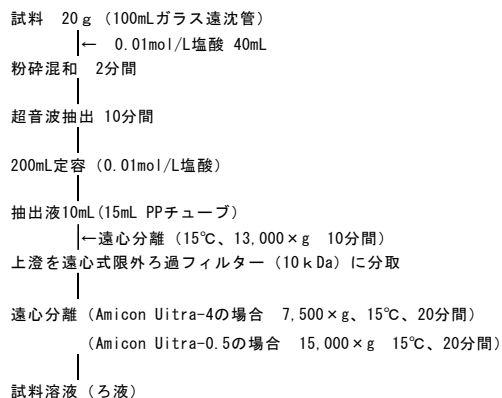 試料 20ｇ（100mLガラス遠沈管）
← 0.01mol/L塩酸 40mL
粉砕混和 2分間
超音波抽出 10分間
200mL定容（0.01mol/L塩酸）
抽出液10mL(15mL PPチューブ)
←遠心分離（15℃、13,000×g 10分間）
上澄を遠心式限外ろ過フィルター（10ｋDa）に分取
遠心分離（Amicon Uitra-4の場合 7,500×g、15℃、20分間）
（Amicon Uitra-0.5の場合 15,000×g 15℃、20分間）
試料溶液（ろ液）